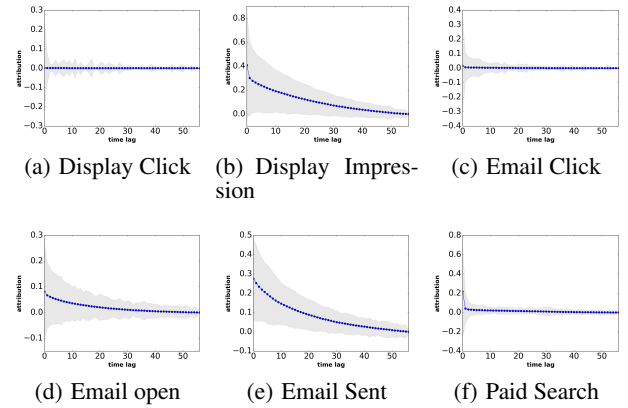 0.3
0.2
0.1
0.0
−0.1
−0.2
−0.3
attribution
0 10 20 30 40 50
time lag
(a) Display Click
0.8
0.6
0.4
0.2
0.0
attribution
0 10 20 30 40 50
time lag
(b) Display Impres-
sion
0.4
0.3
0.2
0.1
0.0
−0.1
−0.2
−0.3
−0.4
attribution
0 10 20 30 40 50
time lag
(c) Email Click
0.3
0.2
0.1
0.0
−0.1
attribution
0 10 20 30 40 50
time lag
(d) Email open
0.5
0.4
0.3
0.2
0.1
0.0
−0.1
attribution
0 10 20 30 40 50
time lag
(e) Email Sent
0.8
0.6
0.4
0.2
0.0
−0.2
−0.4
attribution
0 10 20 30 40 50
time lag
(f) Paid Search